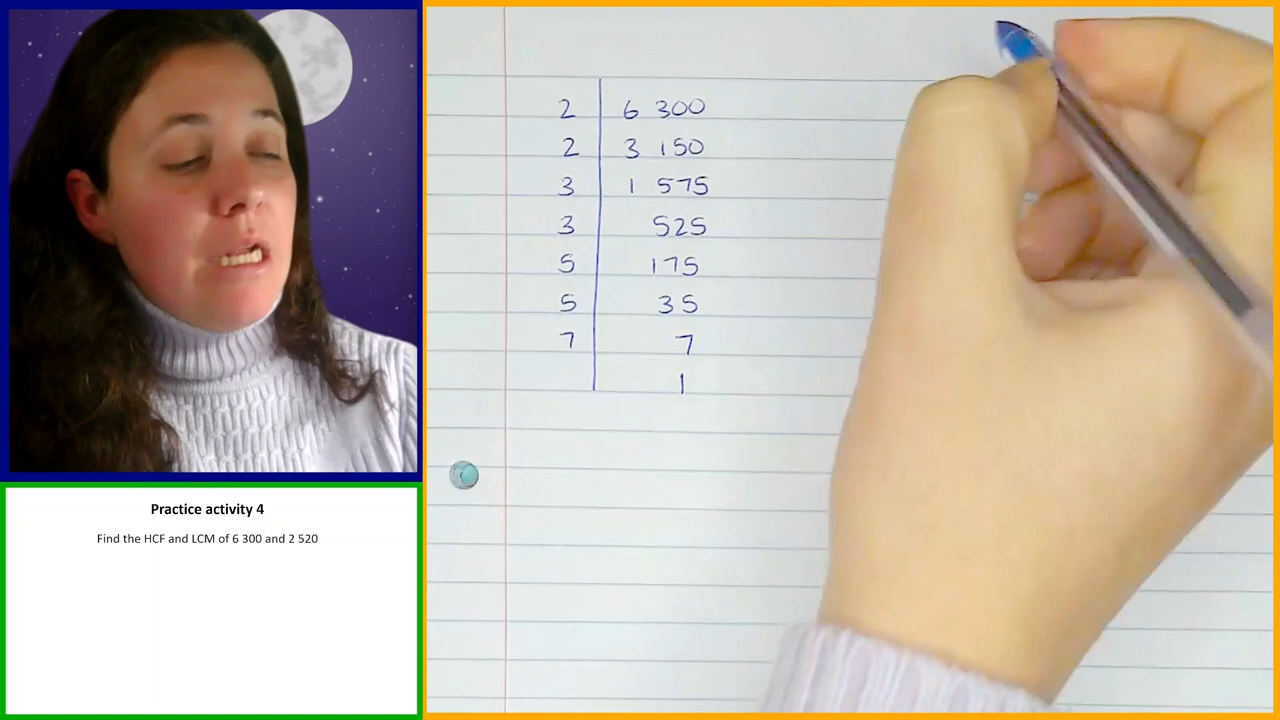 2 6 300
2 3 150
3 1 575
3 525
5 175
5 35
7 7
1
Practice activity 4
Find the HCF and LCM of 6 300 and 2 520